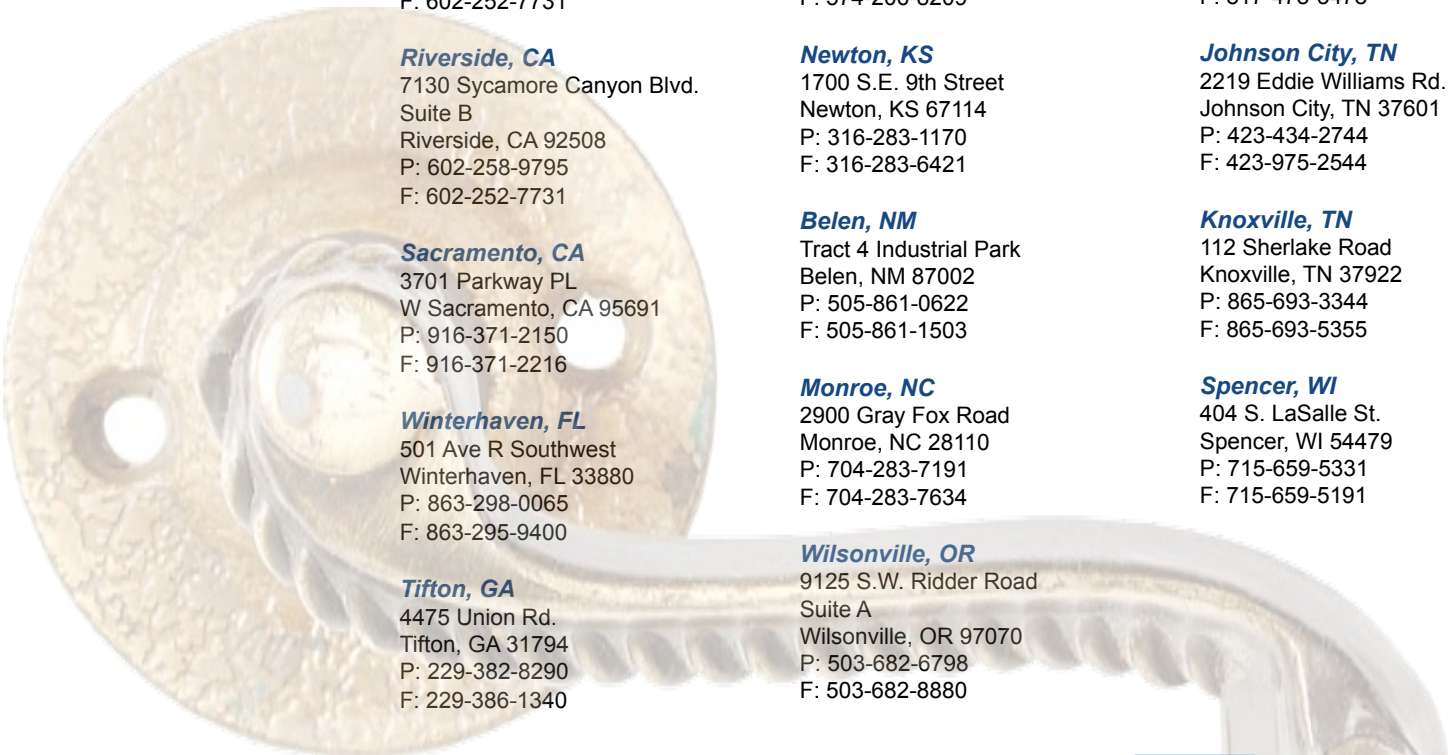 F: 602-252-7731
Riverside, CA
7130 Sycamore Canyon Blvd.
Suite B
Riverside, CA 92508
P: 602-258-9795
F: 602-252-7731
Sacramento, CA
3701 Parkway PL
W Sacramento, CA 95691
P: 916-371-2150
F: 916-371-2216
Winterhaven, FL
501 Ave R Southwest
Winterhaven, FL 33880
P: 863-298-0065
F: 863-295-9400
Tifton, GA
4475 Union Rd.
Tifton, GA 31794
P: 229-382-8290
F: 229-386-1340
Newton, KS
1700 S.E. 9th Street
Newton, KS 67114
P: 316-283-1170
F: 316-283-6421
Belen, NM
Tract 4 Industrial Park
Belen, NM 87002
P: 505-861-0622
F: 505-861-1503
Monroe, NC
2900 Gray Fox Road
Monroe, NC 28110
P: 704-283-7191
F: 704-283-7634
Wilsonville, OR
9125 S.W. Ridder Road
Suite A
Wilsonville, OR 97070
P: 503-682-6798
F: 503-682-8880
Johnson City, TN
2219 Eddie Williams Rd.
Johnson City, TN 37601
P: 423-434-2744
F: 423-975-2544
Knoxville, TN
112 Sherlake Road
Knoxville, TN 37922
P: 865-693-3344
F: 865-693-5355
Spencer, WI
404 S. LaSalle St.
Spencer, WI 54479
P: 715-659-5331
F: 715-659-5191